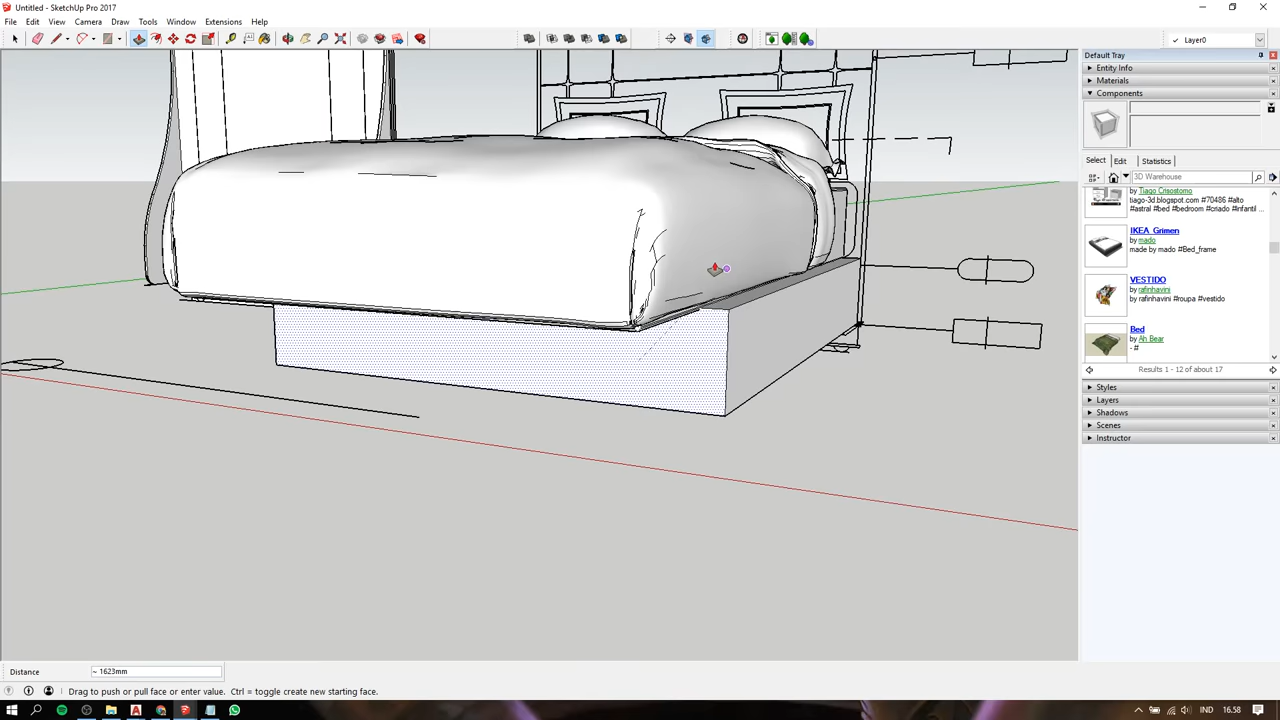 Untitled - SketchUp Pro 2017
File Edit View Camera Draw Tools Window Extensions Help
Layer0
Default Tray
Entity Info
Materials
Components
Select Edit Statistics
3D Warehouse
by Tiago Crisostomo
tiago-3d.blogspot.com #70486 #alto
#astral #bed #bedroom #criado #infantil ...
IKEA Grimen
by mado
made by mado #Bed_frame
VESTIDO
by rafinhavini
by rafinhavini #roupa #vestido
Bed
by Ah Bear
- #
Results 1 - 12 of about 17
Styles
Layers
Shadows
Scenes
Instructor
Distance ~ 1623mm
Drag to push or pull face or enter value. Ctrl = toggle create new starting face.
IND 16.58